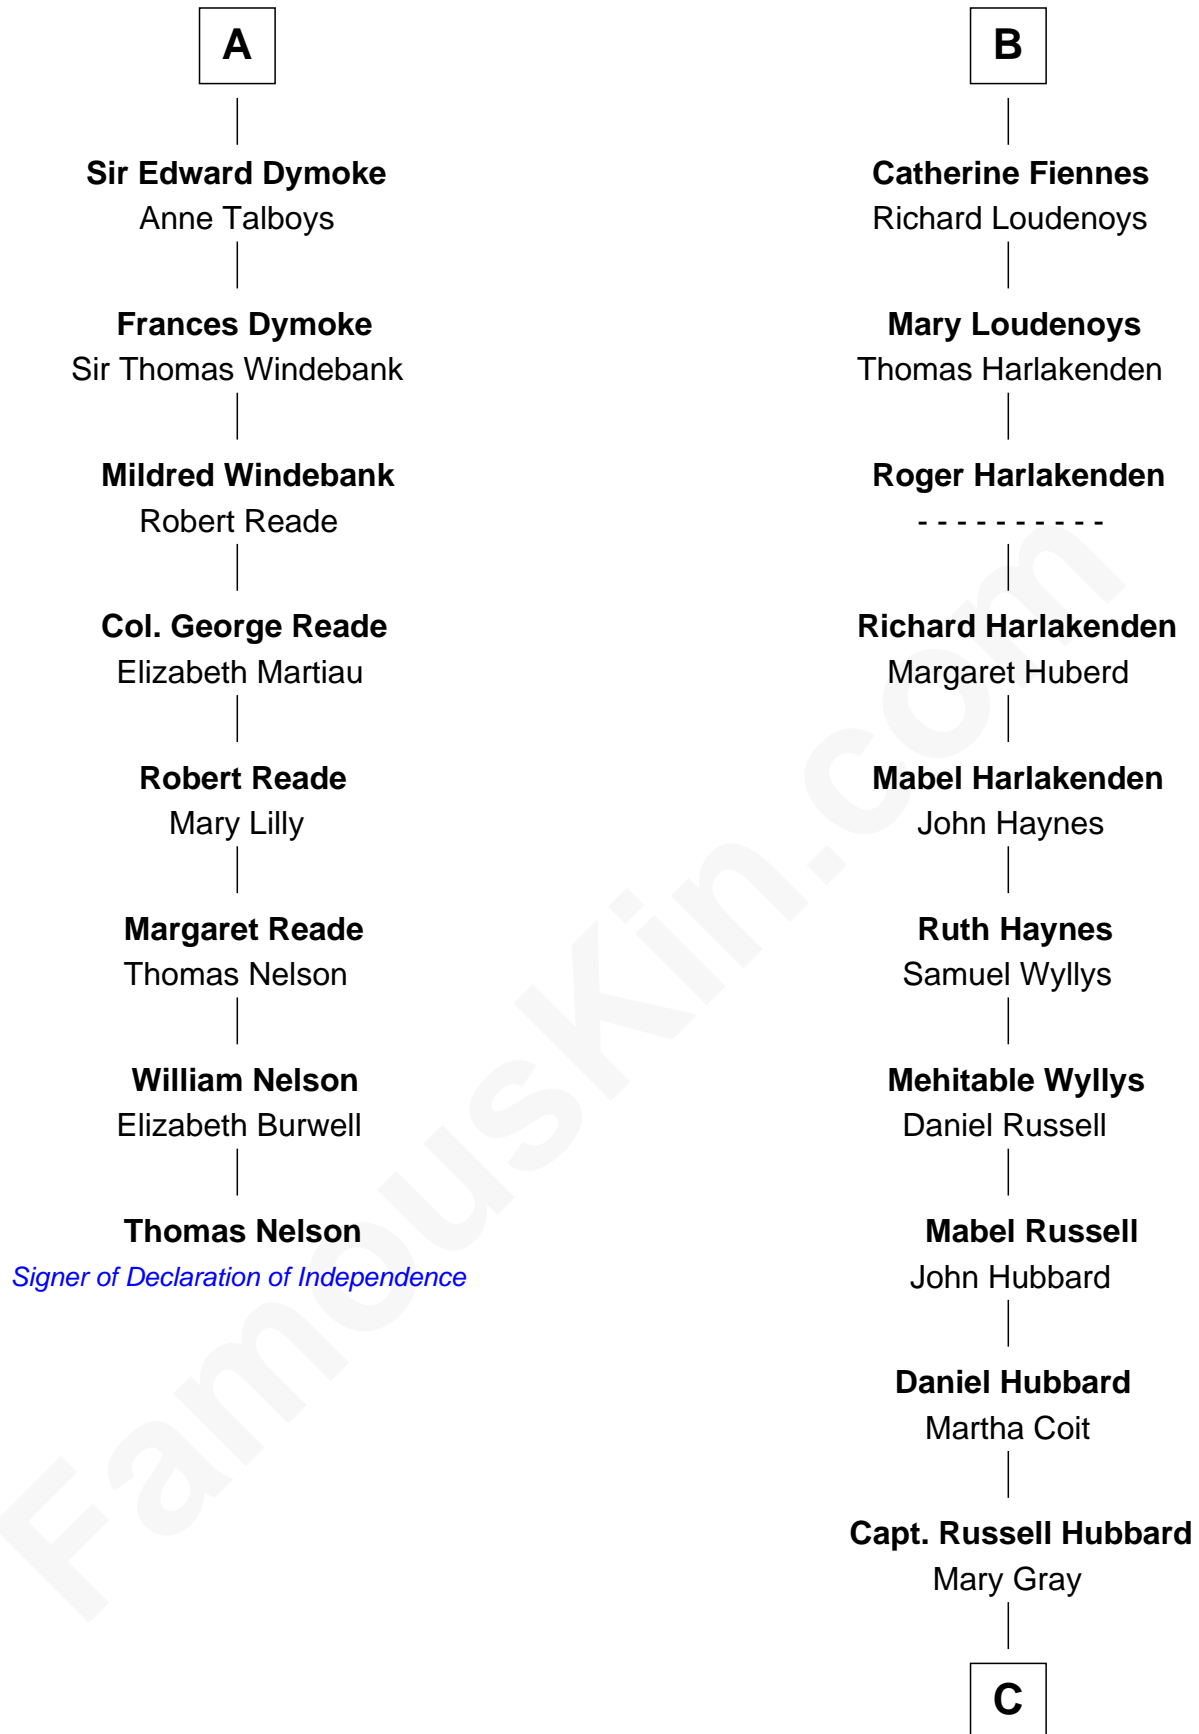 A
Sir Edward Dymoke
Anne Talboys
Frances Dymoke
Sir Thomas Windebank
Mildred Windebank
Robert Reade
Col. George Reade
Elizabeth Martiau
Robert Reade
Mary Lilly
Margaret Reade
Thomas Nelson
William Nelson
Elizabeth Burwell
Thomas Nelson
Signer of Declaration of Independence
B
Catherine Fiennes
Richard Loudenoys
Mary Loudenoys
Thomas Harlakenden
Roger Harlakenden
- - - - - - - - - -
Richard Harlakenden
Margaret Huberd
Mabel Harlakenden
John Haynes
Ruth Haynes
Samuel Wyllys
Mehitable Wyllys
Daniel Russell
Mabel Russell
John Hubbard
Daniel Hubbard
Martha Coit
Capt. Russell Hubbard
Mary Gray
C
FamousKin.com